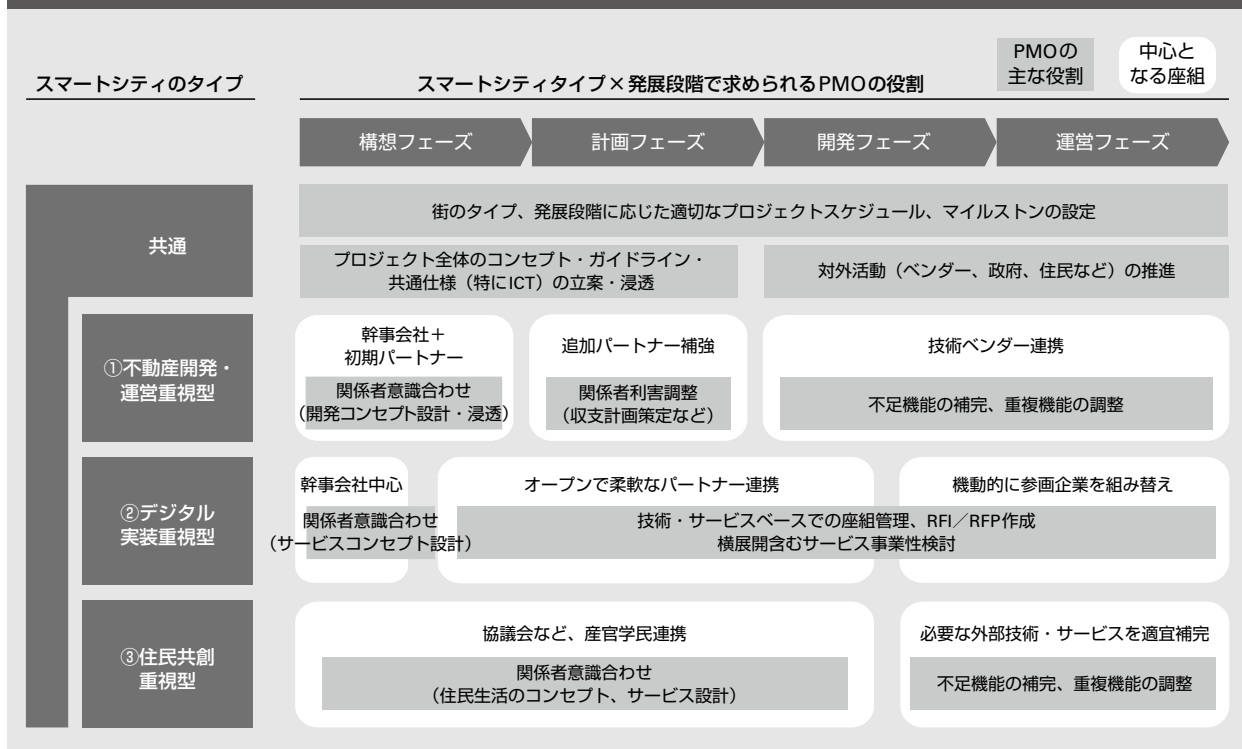 PMOの
主な役割
中心と
なる座組
スマートシティのタイプ
スマートシティタイプ×発展段階で求められるPMOの役割
構想フェーズ
計画フェーズ
開発フェーズ
運営フェーズ
共通
街のタイプ、発展段階に応じた適切なプロジェクトスケジュール、マイルストンの設定
プロジェクト全体のコンセプト・ガイドライン・
共通仕様（特にICT）の立案・浸透
対外活動（ベンダー、政府、住民など）の推進
①不動産開発・
運営重視型
幹事会社＋
初期パートナー
関係者意識合わせ
（開発コンセプト設計・浸透）
追加パートナー補強
関係者利害調整
（収支計画策定など）
技術ベンダー連携
不足機能の補完、重複機能の調整
②デジタル
実装重視型
幹事会社中心
関係者意識合わせ
（サービスコンセプト設計）
オープンで柔軟なパートナー連携
機動的に参画企業を組み替え
技術・サービスベースでの座組管理、RFI／RFP作成
横展開含むサービス事業性検討
③住民共創
重視型
協議会など、産官学民連携
関係者意識合わせ
（住民生活のコンセプト、サービス設計）
必要な外部技術・サービスを適宜補完
不足機能の補完、重複機能の調整